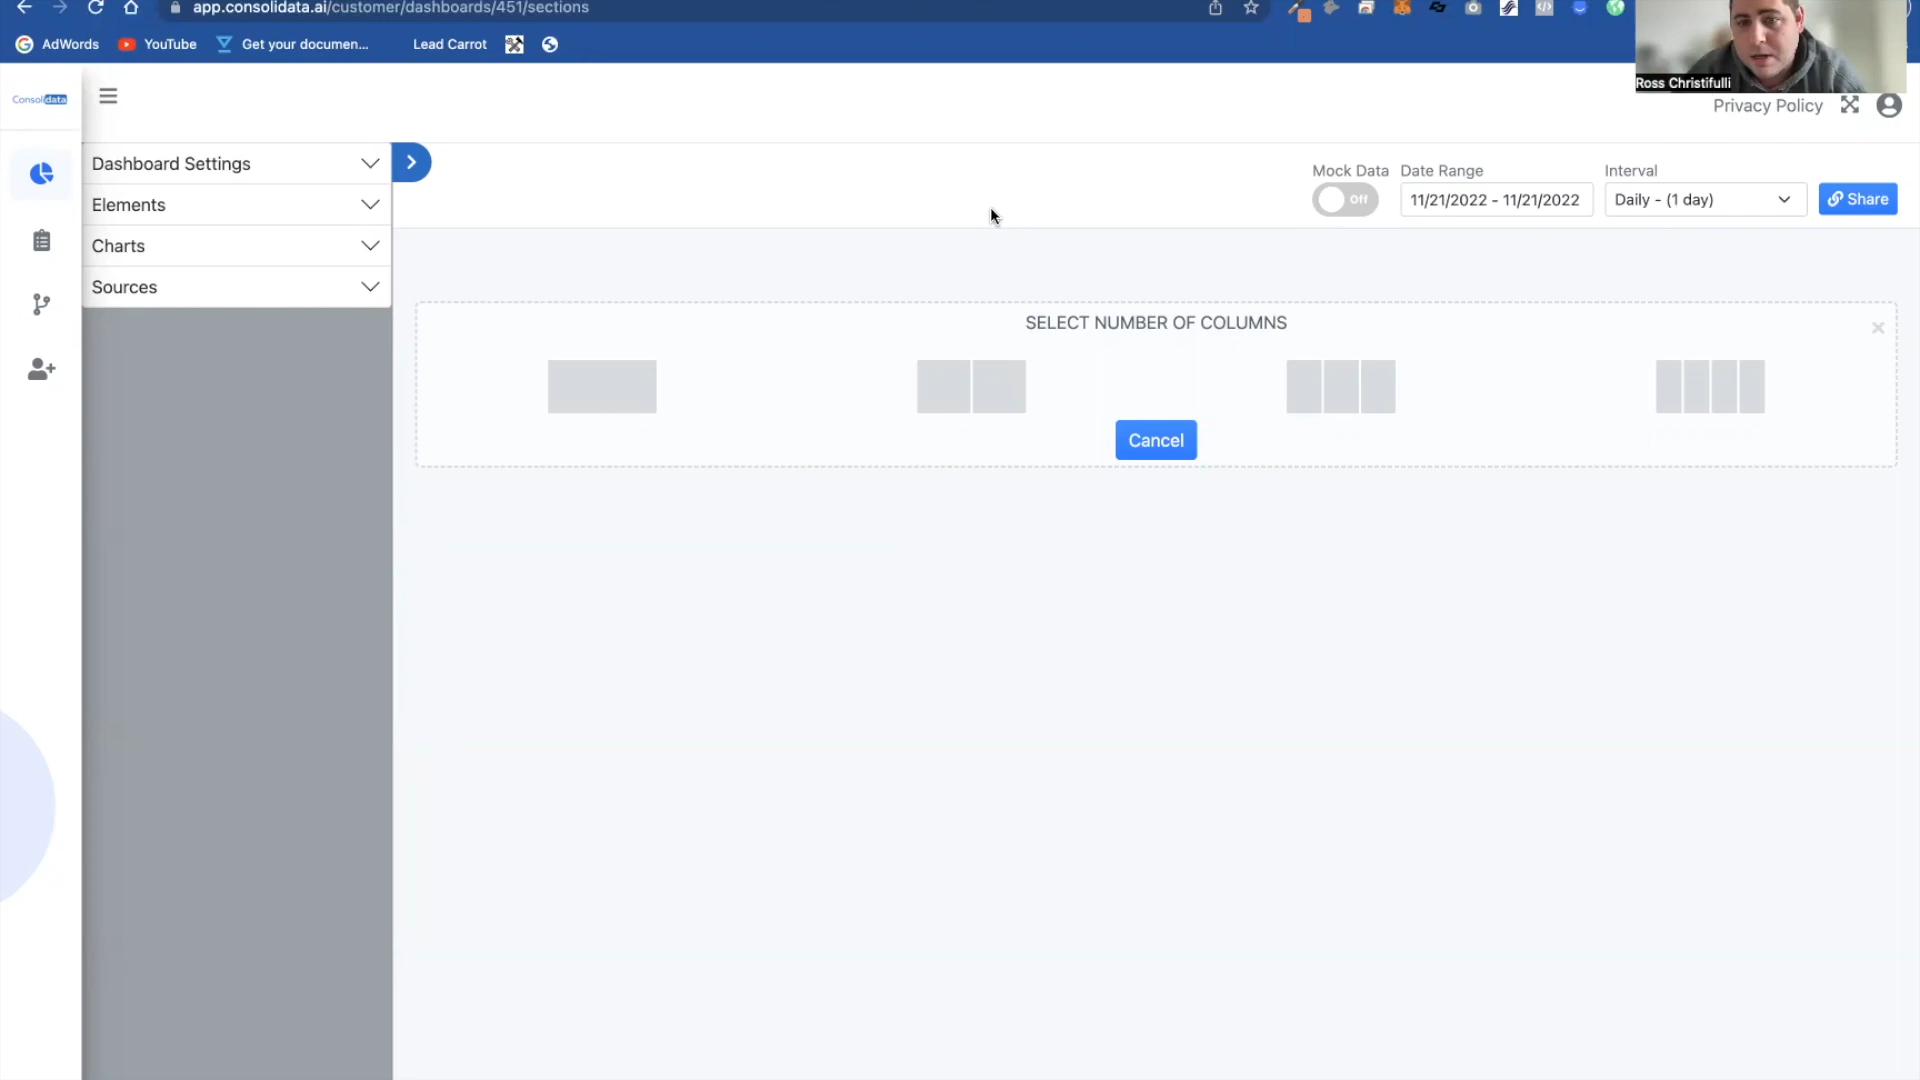 app.consolidata.ai/customer/dashboards/451/sections
AdWords
YouTube
Get your documen...
Lead Carrot
Ross Christifulli
Consolidata
Privacy Policy
Dashboard Settings
Elements
Charts
Sources
Mock Data
Off
Date Range
11/21/2022 - 11/21/2022
Interval
Daily - (1 day)
Share
SELECT NUMBER OF COLUMNS
Cancel